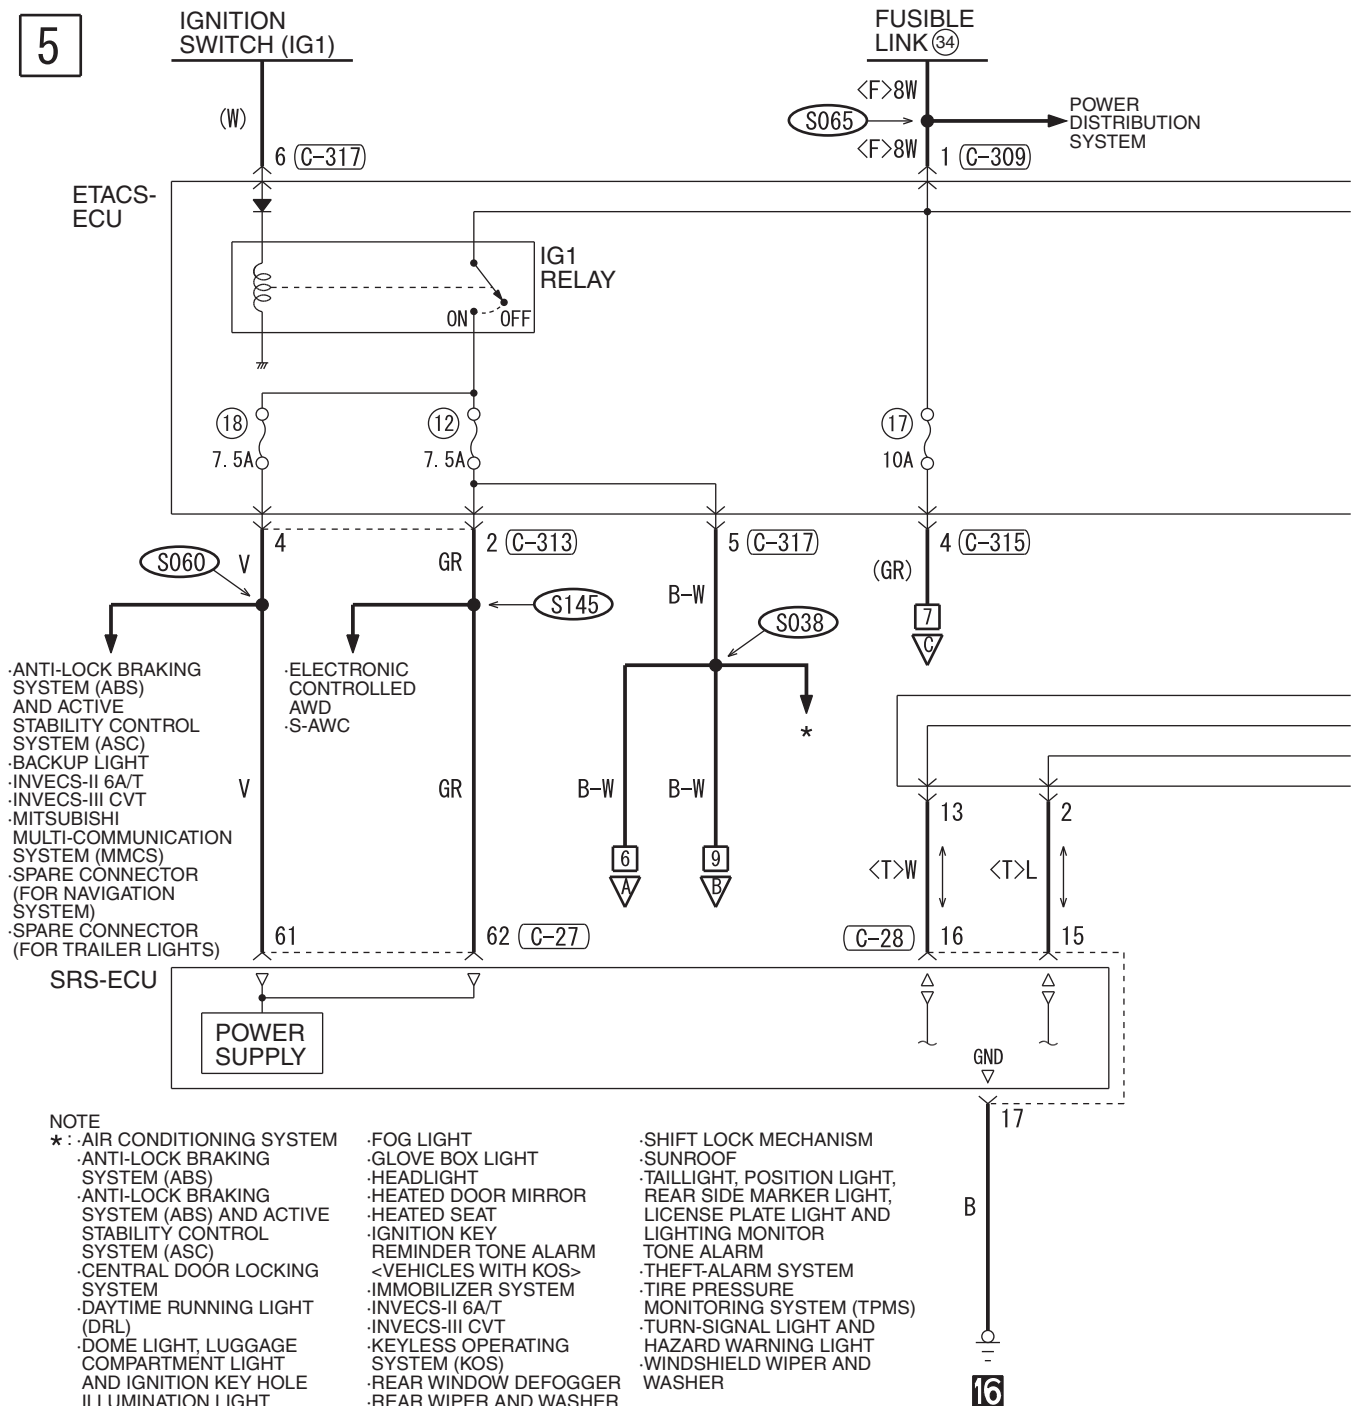 5
IGNITION
SWITCH (IG1)
FUSIBLE
LINK 34
(W)
<F>8W
S065
<F>8W
POWER
DISTRIBUTION
SYSTEM
6 C-317
1 C-309
ETACS-
ECU
IG1
RELAY
ON OFF
18
7.5A
12
7.5A
17
10A
4
2 C-313
5 C-317
4 C-315
S060
V
GR
S145
B-W
S038
(GR)
7
C
·ANTI-LOCK BRAKING
SYSTEM (ABS)
AND ACTIVE
STABILITY CONTROL
SYSTEM (ASC)
·BACKUP LIGHT
·INVECS-II 6A/T
·INVECS-III CVT
·MITSUBISHI
MULTI-COMMUNICATION
SYSTEM (MMCS)
·SPARE CONNECTOR
(FOR NAVIGATION
SYSTEM)
·SPARE CONNECTOR
(FOR TRAILER LIGHTS)
·ELECTRONIC
CONTROLLED
AWD
·S-AWC
*
V
GR
B-W
B-W
6
A
9
B
13
2
<T>W
<T>L
61
62 C-27
C-28 16
15
SRS-ECU
POWER
SUPPLY
GND
17
B
16
NOTE
* : ·AIR CONDITIONING SYSTEM
·ANTI-LOCK BRAKING
SYSTEM (ABS)
·ANTI-LOCK BRAKING
SYSTEM (ABS) AND ACTIVE
STABILITY CONTROL
SYSTEM (ASC)
·CENTRAL DOOR LOCKING
SYSTEM
·DAYTIME RUNNING LIGHT
(DRL)
·DOME LIGHT, LUGGAGE
COMPARTMENT LIGHT
AND IGNITION KEY HOLE
ILLUMINATION LIGHT
·FOG LIGHT
·GLOVE BOX LIGHT
·HEADLIGHT
·HEATED DOOR MIRROR
·HEATED SEAT
·IGNITION KEY
REMINDER TONE ALARM
<VEHICLES WITH KOS>
·IMMOBILIZER SYSTEM
·INVECS-II 6A/T
·INVECS-III CVT
·KEYLESS OPERATING
SYSTEM (KOS)
·REAR WINDOW DEFOGGER
·REAR WIPER AND WASHER
·SHIFT LOCK MECHANISM
·SUNROOF
·TAILLIGHT, POSITION LIGHT,
REAR SIDE MARKER LIGHT,
LICENSE PLATE LIGHT AND
LIGHTING MONITOR
TONE ALARM
·THEFT-ALARM SYSTEM
·TIRE PRESSURE
MONITORING SYSTEM (TPMS)
·TURN-SIGNAL LIGHT AND
HAZARD WARNING LIGHT
·WINDSHIELD WIPER AND
WASHER